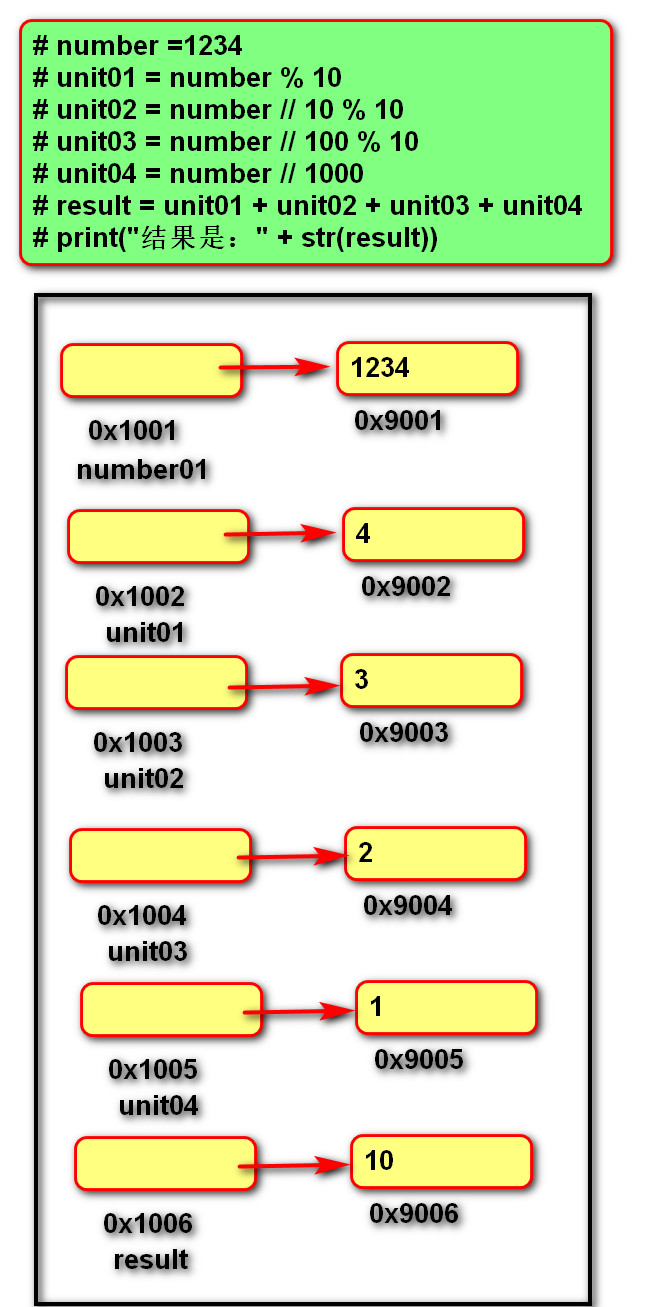 # number =1234
# unit01 = number % 10
# unit02 = number // 10 % 10
# unit03 = number // 100 % 10
# unit04 = number // 1000
# result = unit01 + unit02 + unit03 + unit04
# print("结果是：" + str(result))
1234
0x1001
0x9001
number01
4
0x1002
0x9002
unit01
3
0x1003
0x9003
unit02
2
0x1004
0x9004
unit03
1
0x1005
0x9005
unit04
10
0x1006
0x9006
result